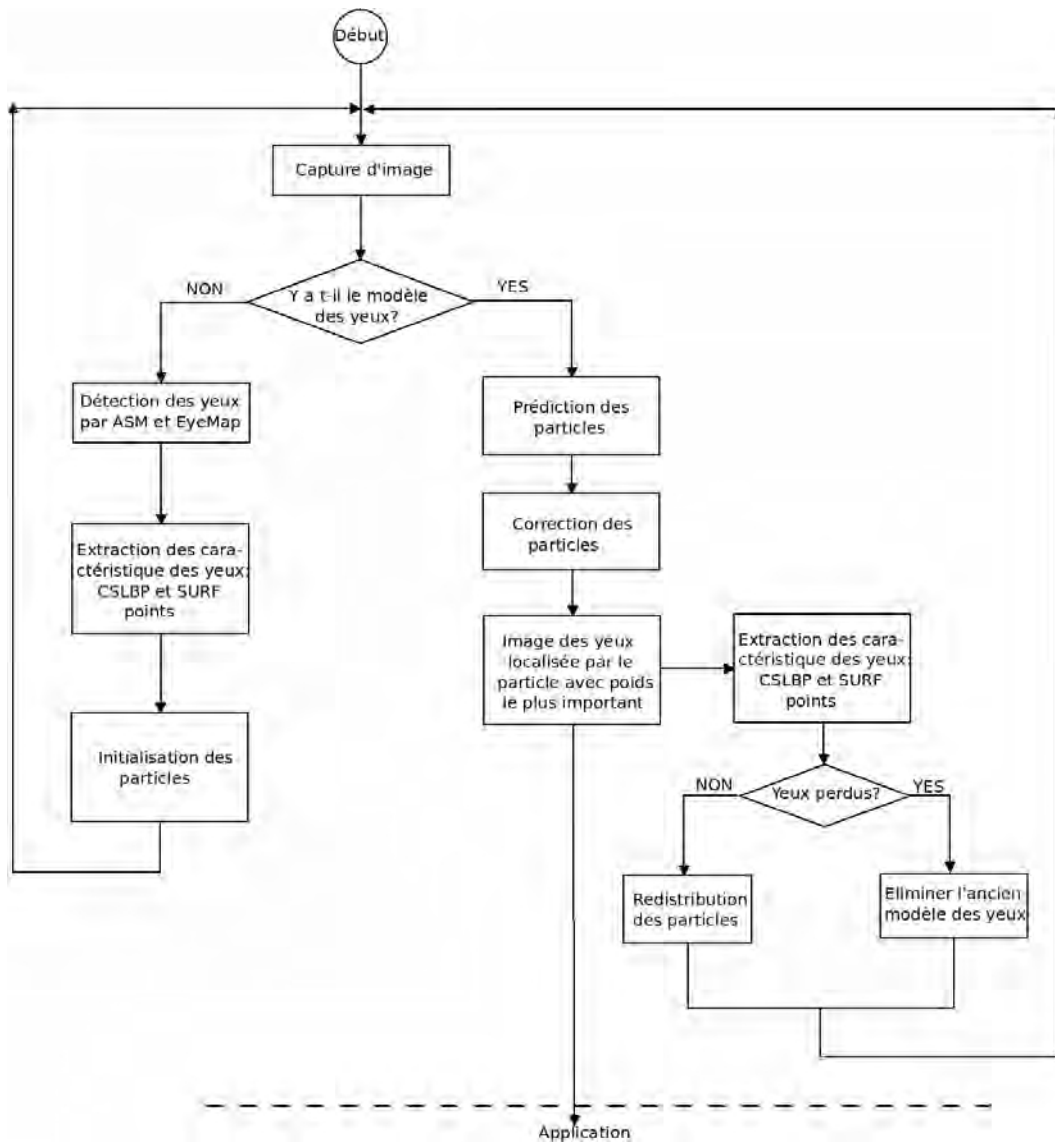 Début
Capture d'image
Y a t-il le modèle
des yeux?
NON
YES
Détection des yeux
par ASM et EyeMap
Extraction des cara-
ctéristique des yeux:
CSLBP et SURF
points
Initialisation des
particles
Prédiction des
particles
Correction des
particles
Image des yeux
localisée par le
particle avec poids
le plus important
Extraction des cara-
ctéristique des yeux:
CSLBP et SURF
points
Yeux perdus?
NON
YES
Redistribution
des particles
Eliminer l'ancien
modèle des yeux
Application